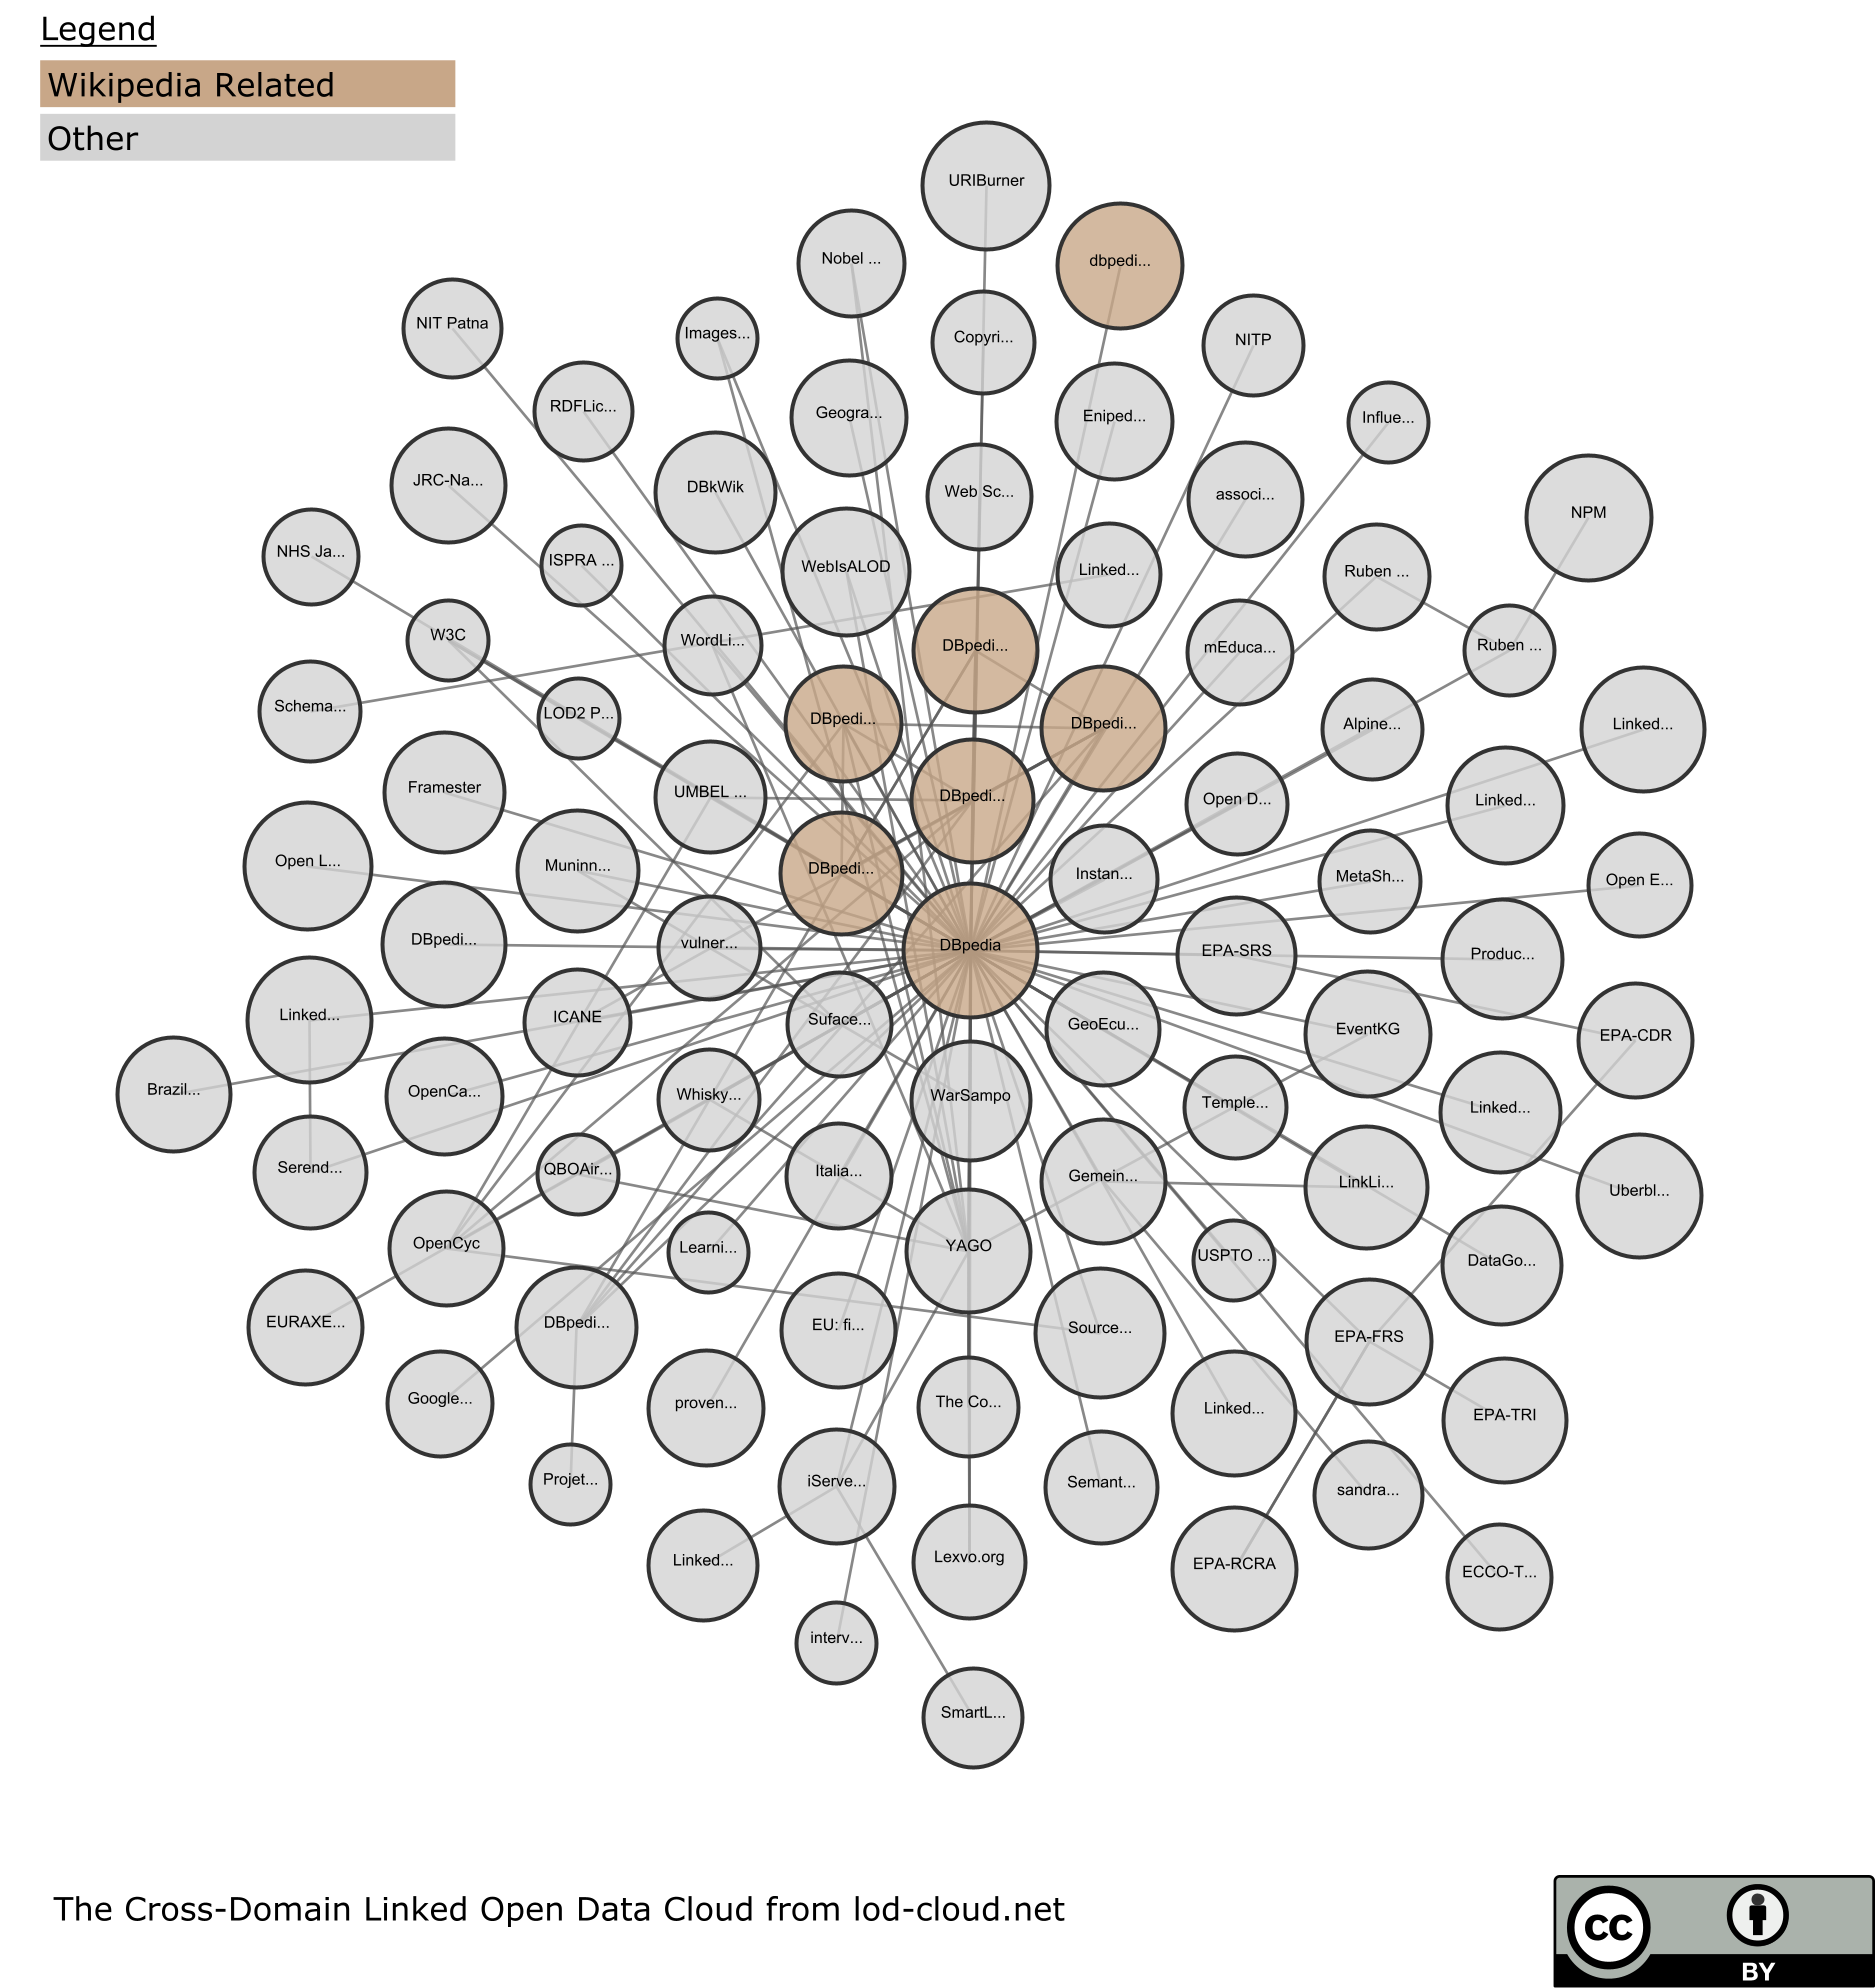 Legend
Wikipedia Related
Other
URIBurner
Nobel ...
dbpedi...
NIT Patna
Images...
Copyri...
NITP
RDFLic...
Geogra...
Eniped...
Influe...
JRC-Na...
DBkWik
Web Sc...
associ...
NPM
NHS Ja...
ISPRA ...
WebIsALOD
Linked...
Ruben ...
W3C
WordLi...
DBpedi...
mEduca...
Ruben ...
Schema...
LOD2 P...
DBpedi...
DBpedi...
Alpine...
Linked...
Framester
UMBEL ...
DBpedi...
Open D...
Linked...
Open L...
Muninn...
DBpedi...
Instan...
MetaSh...
Open E...
DBpedi...
vulner...
DBpedia
EPA-SRS
Produc...
Linked...
ICANE
Suface...
GeoEcu...
EventKG
EPA-CDR
Brazil...
OpenCa...
Whisky...
WarSampo
Temple...
Linked...
Serend...
QBOAir...
Italia...
Gemein...
LinkLi...
Uberbl...
OpenCyc
Learni...
YAGO
USPTO ...
DataGo...
EURAXE...
DBpedi...
EU: fi...
Source...
EPA-FRS
Google...
proven...
The Co...
Linked...
EPA-TRI
Projet...
iServe...
Semant...
sandra...
Linked...
Lexvo.org
EPA-RCRA
ECCO-T...
interv...
SmartL...
The Cross-Domain Linked Open Data Cloud from lod-cloud.net
cc
BY